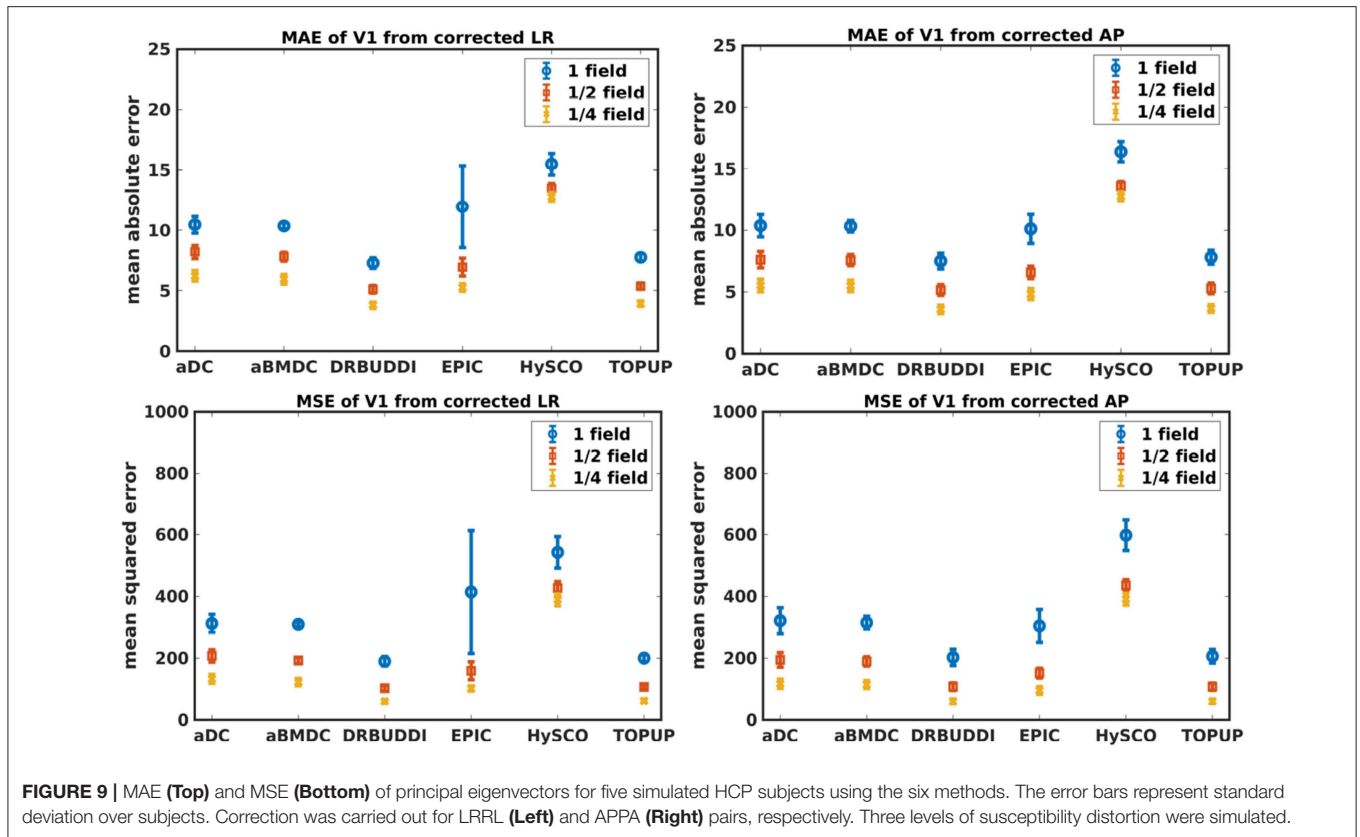 MAE of V1 from corrected LR
25
20
15
10
5
0
mean absolute error
1 field
1/2 field
1/4 field
aDC aBMDC DRBUDDI EPIC HySCO TOPUP
MAE of V1 from corrected AP
25
20
15
10
5
0
mean absolute error
1 field
1/2 field
1/4 field
aDC aBMDC DRBUDDI EPIC HySCO TOPUP
MSE of V1 from corrected LR
1000
800
600
400
200
0
mean squared error
1 field
1/2 field
1/4 field
aDC aBMDC DRBUDDI EPIC HySCO TOPUP
MSE of V1 from corrected AP
1000
800
600
400
200
0
mean squared error
1 field
1/2 field
1/4 field
aDC aBMDC DRBUDDI EPIC HySCO TOPUP
FIGURE 9 | MAE (Top) and MSE (Bottom) of principal eigenvectors for five simulated HCP subjects using the six methods. The error bars represent standard
deviation over subjects. Correction was carried out for LRRL (Left) and APPA (Right) pairs, respectively. Three levels of susceptibility distortion were simulated.